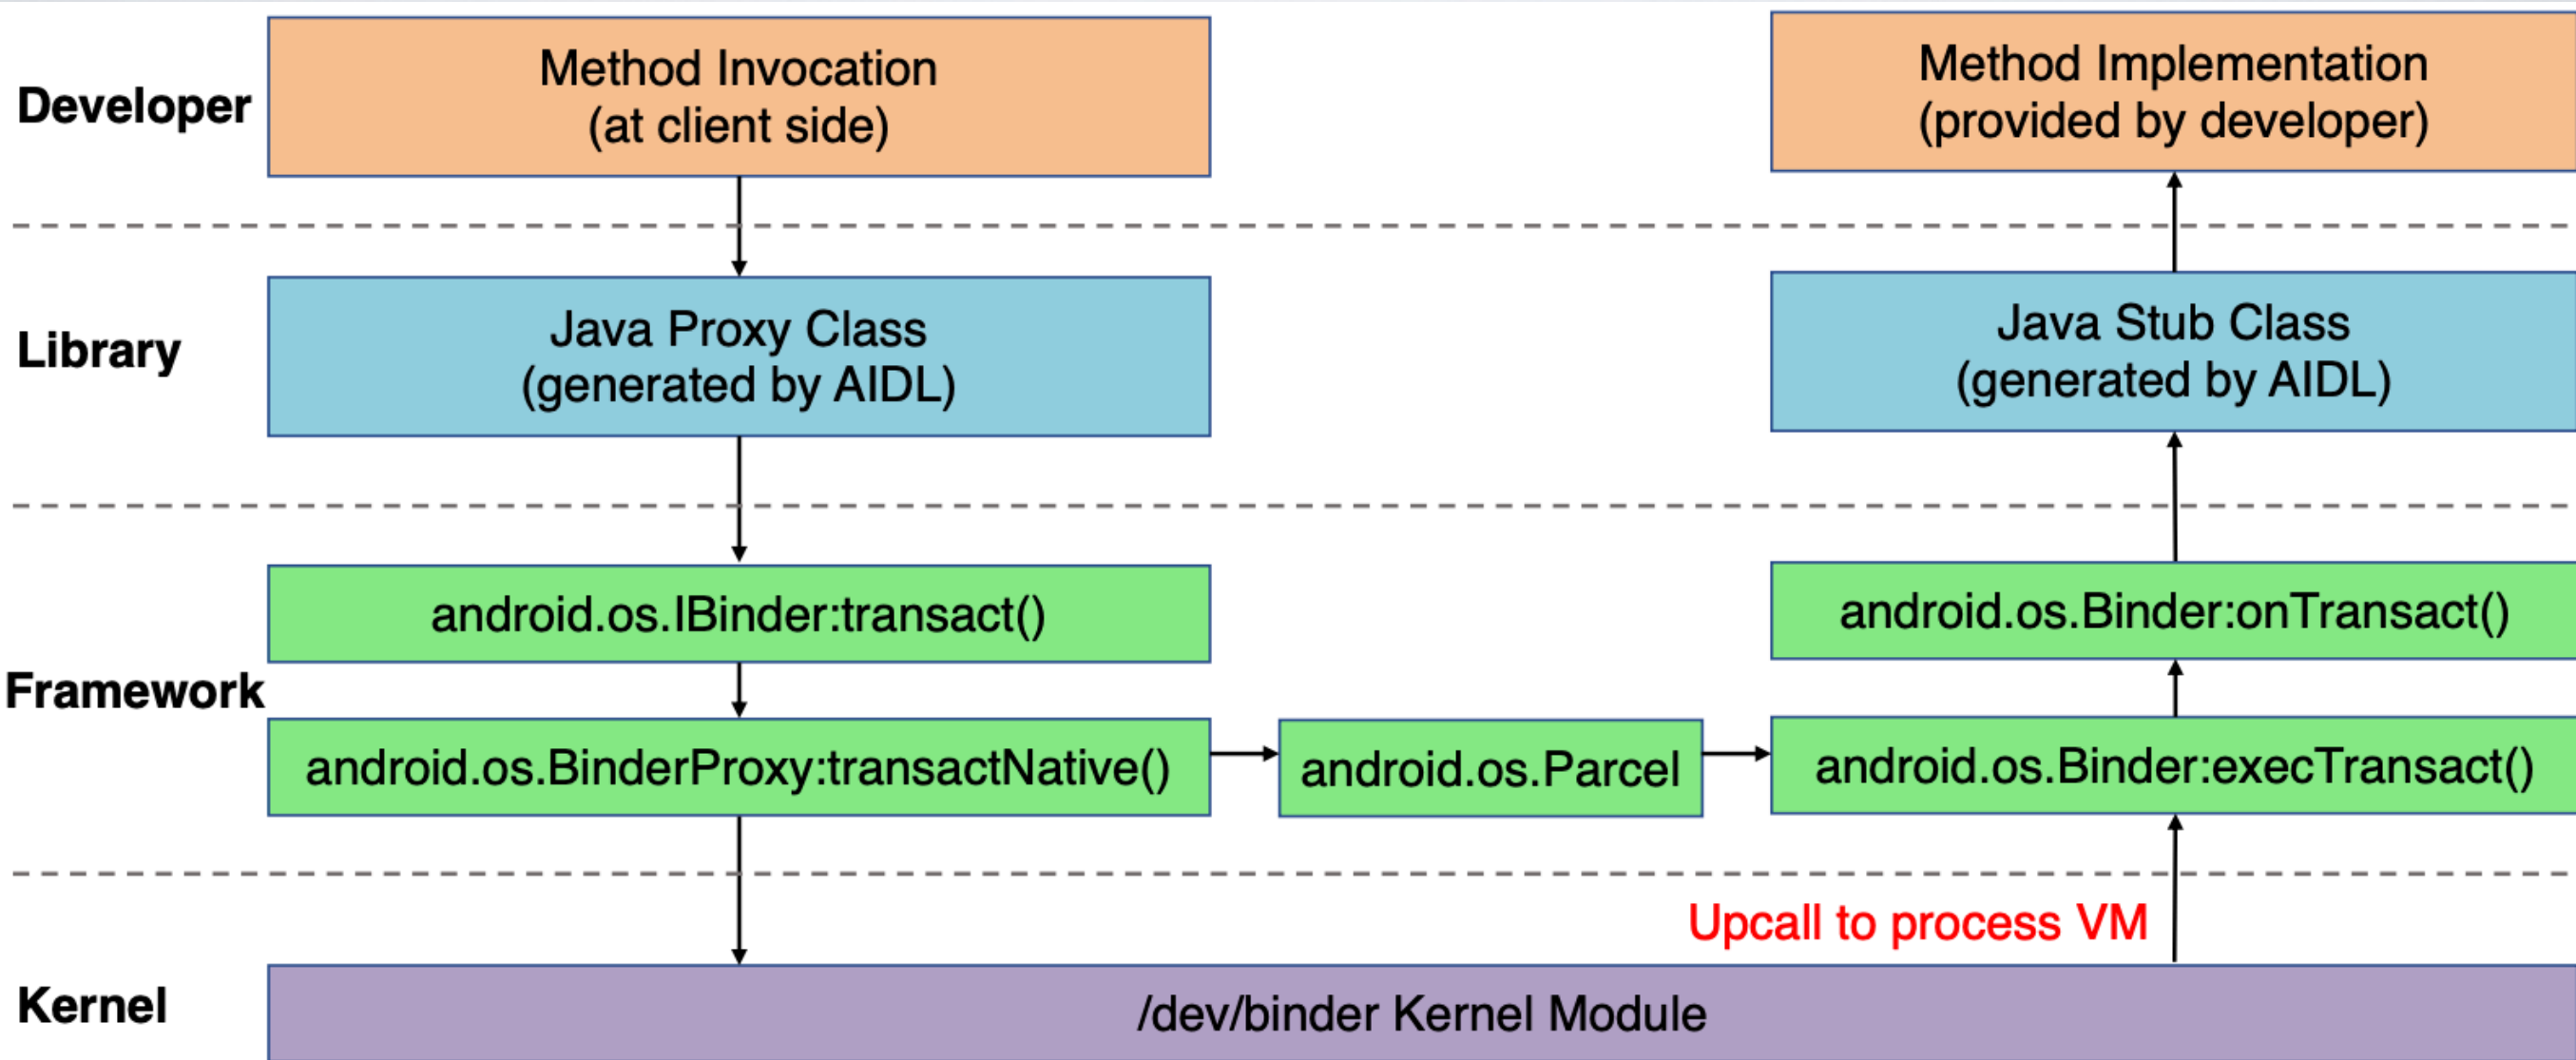 Developer
Method Invocation
(at client side)
Method Implementation
(provided by developer)
Library
Java Proxy Class
(generated by AIDL)
Java Stub Class
(generated by AIDL)
Framework
android.os.IBinder:transact()
android.os.Binder:onTransact()
android.os.BinderProxy:transactNative()
android.os.Parcel
android.os.Binder:execTransact()
Upcall to process VM
Kernel
/dev/binder Kernel Module